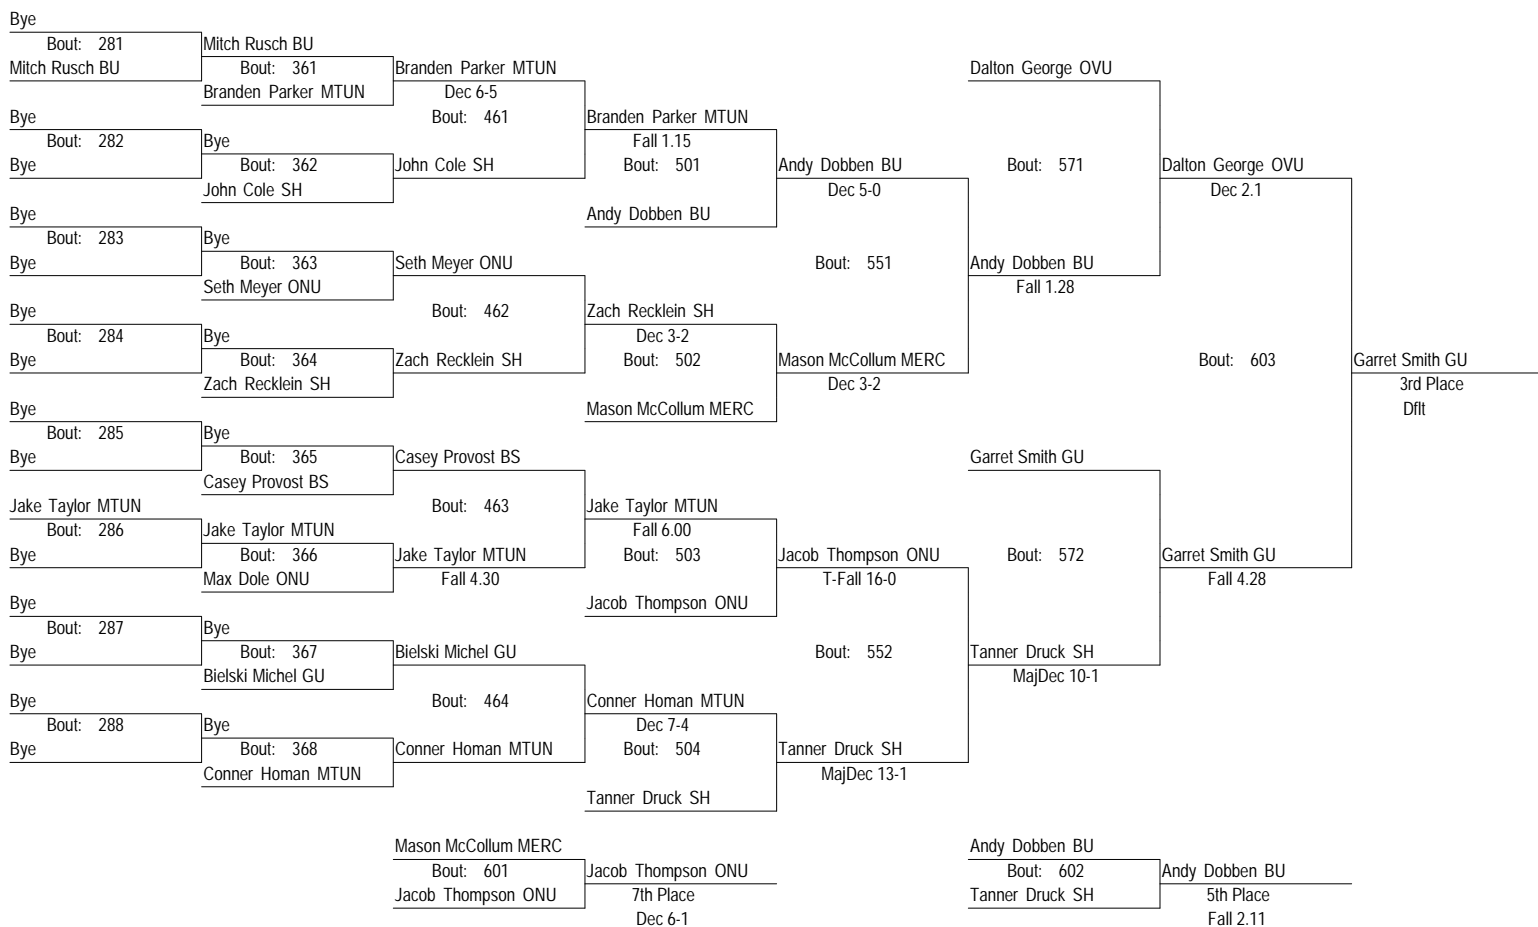 Bye
Bout: 281
Mitch Rusch BU
Mitch Rusch BU
Bout: 361
Branden Parker MTUN
Branden Parker MTUN
Dec 6-5
Bye
Bout: 282
Bye
Bye
Bout: 362
John Cole SH
Bout: 461
John Cole SH
Branden Parker MTUN
Fall 1.15
Bout: 501
Andy Dobben BU
Andy Dobben BU
Dec 5-0
Bye
Bout: 283
Bye
Bye
Bout: 363
Seth Meyer ONU
Seth Meyer ONU
Bout: 462
Bye
Bout: 284
Bye
Bye
Bout: 364
Zach Recklein SH
Zach Recklein SH
Zach Recklein SH
Dec 3-2
Bout: 502
Mason McCollum MERC
Mason McCollum MERC
Dec 3-2
Bout: 551
Andy Dobben BU
Fall 1.28
Dalton George OVU
Bout: 571
Dalton George OVU
Dec 2.1
Bye
Bout: 285
Bye
Bye
Bout: 365
Casey Provost BS
Casey Provost BS
Bout: 463
Jake Taylor MTUN
Bout: 286
Bye
Jake Taylor MTUN
Bout: 366
Max Dole ONU
Jake Taylor MTUN
Fall 4.30
Jake Taylor MTUN
Fall 6.00
Bout: 503
Jacob Thompson ONU
Jacob Thompson ONU
T-Fall 16-0
Bye
Bout: 287
Bye
Bye
Bout: 367
Bielski Michel GU
Bielski Michel GU
Bout: 464
Bye
Bout: 288
Bye
Bye
Bout: 368
Conner Homan MTUN
Conner Homan MTUN
Conner Homan MTUN
Dec 7-4
Bout: 504
Tanner Druck SH
Tanner Druck SH
MajDec 13-1
Bout: 552
Tanner Druck SH
MajDec 10-1
Garret Smith GU
Bout: 572
Garret Smith GU
Fall 4.28
Bout: 603
Garret Smith GU
3rd Place
Dflt
Mason McCollum MERC
Bout: 601
Jacob Thompson ONU
Jacob Thompson ONU
7th Place
Dec 6-1
Andy Dobben BU
Bout: 602
Tanner Druck SH
Andy Dobben BU
5th Place
Fall 2.11